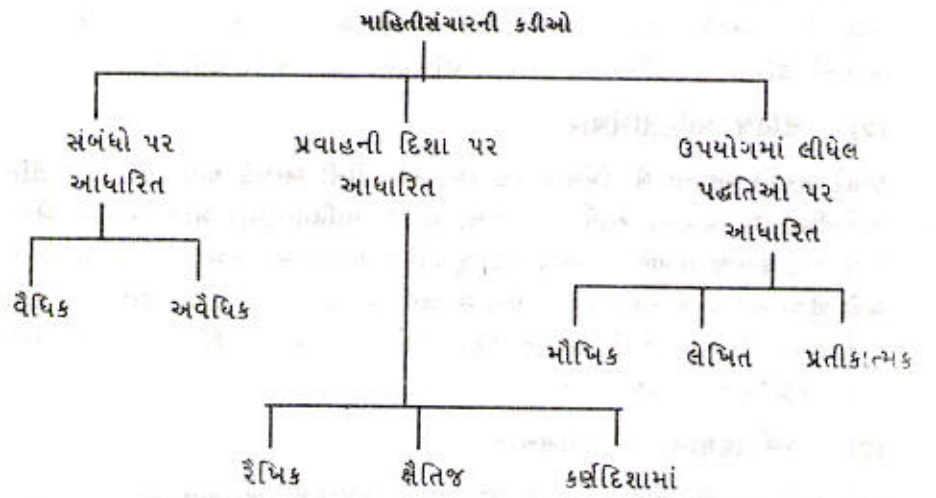 માહિતીસંચારની કડીઓ
સંબંધો પર
આધારિત
પ્રવાહની દિશા પર
આધારિત
ઉપયોગમાં લીધેલ
પદ્ધતિઓ પર
આધારિત
વૈધિક
અવૈધિક
મૌખિક
લેખિત
પ્રતીકાત્મક
રૈખિક
ક્ષૈતિજ
કર્ણદિશામાં